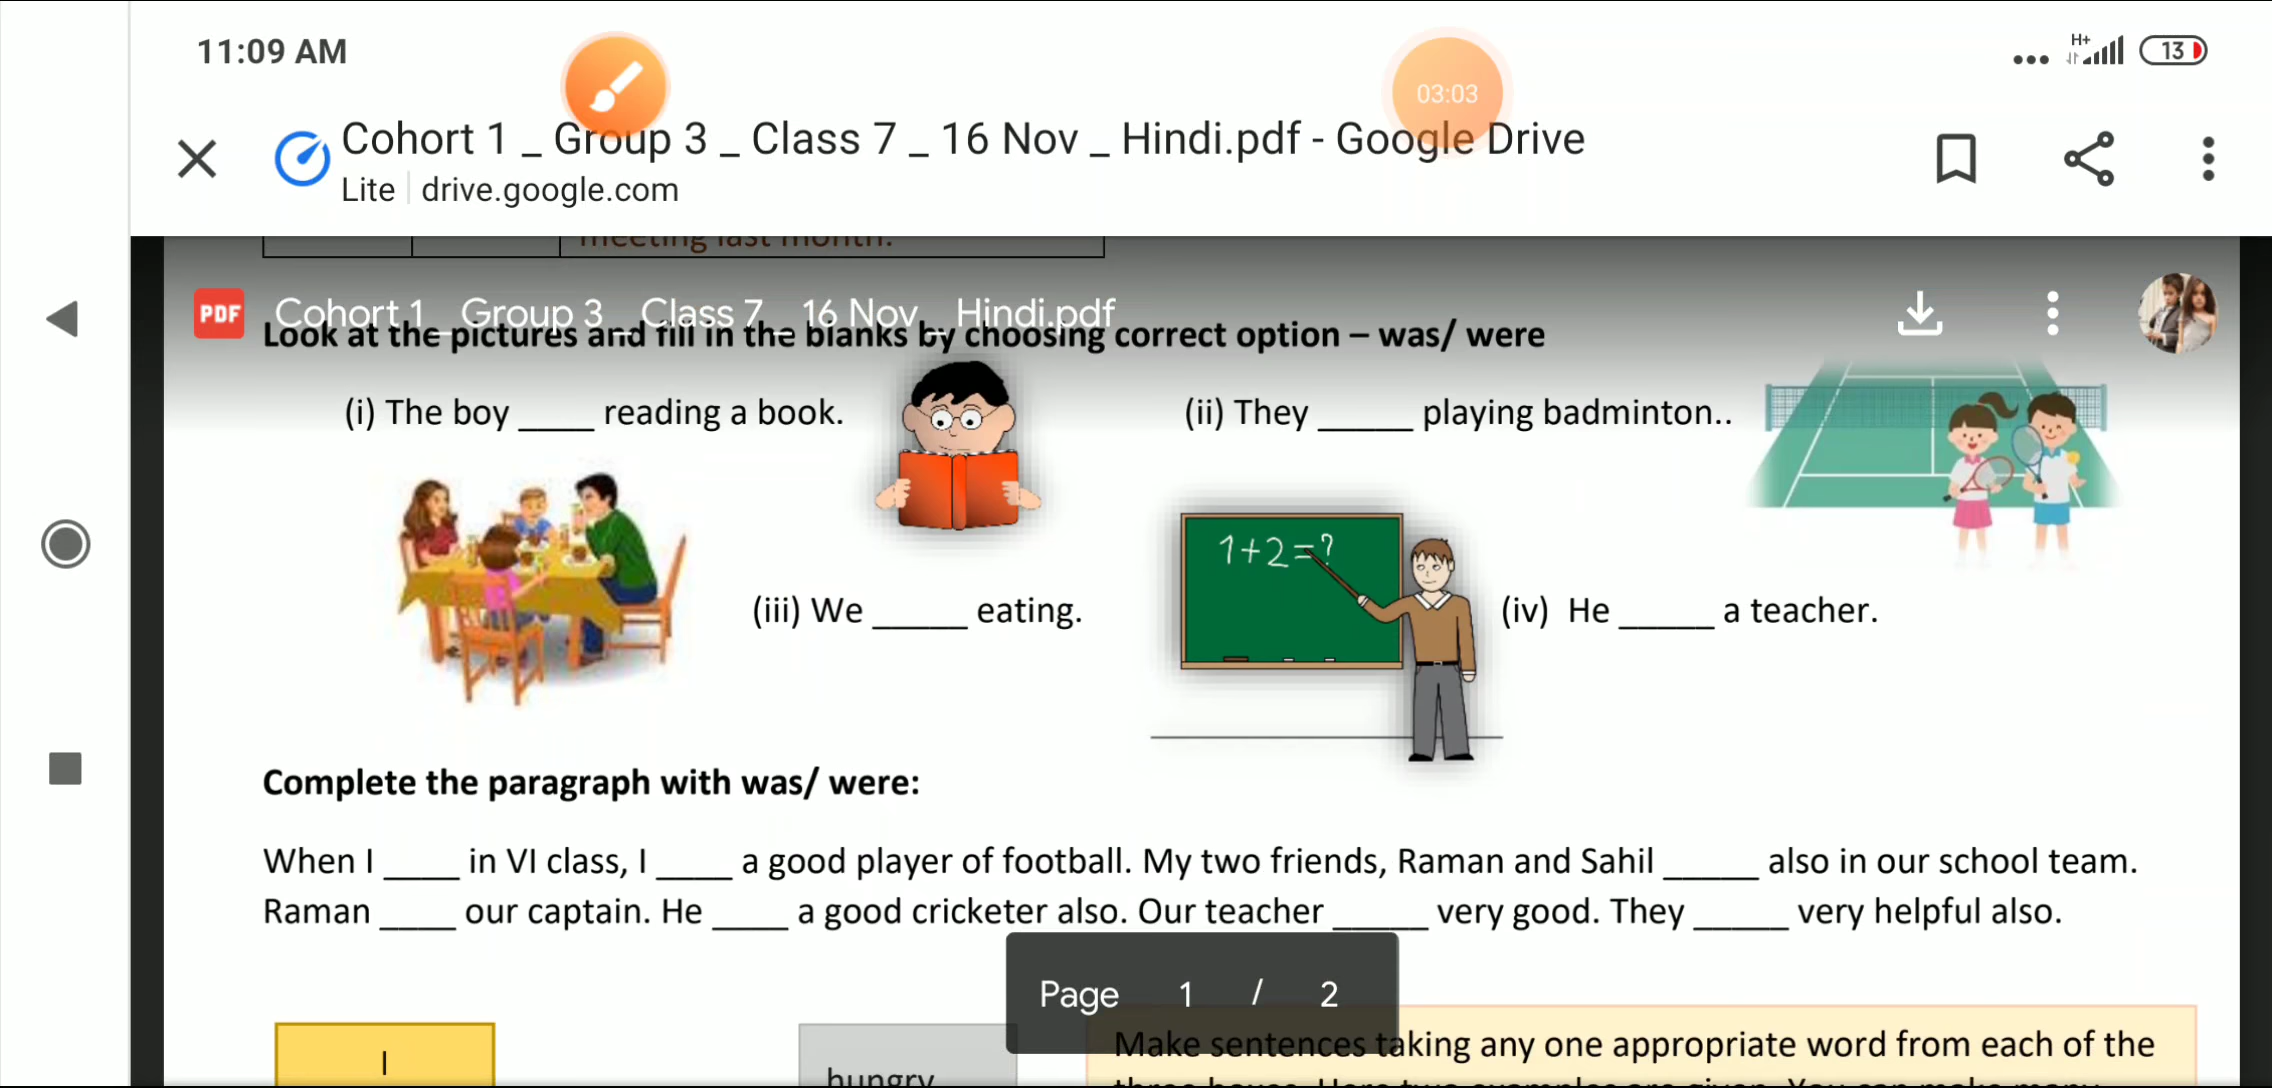 11:09 AM
03:03
H+
13
Cohort 1 _ Group 3 _ Class 7 _ 16 Nov _ Hindi.pdf - Google Drive
Lite drive.google.com
meeting last month.
PDF Cohort 1 _ Group 3 _ Class 7 _ 16 Nov _ Hindi.pdf
Look at the pictures and fill in the blanks by choosing correct option – was/ were
(i) The boy ____ reading a book.
(ii) They _____ playing badminton..
1+2=?
(iii) We _____ eating.
(iv) He _____ a teacher.
Complete the paragraph with was/ were:
When I ____ in VI class, I ____ a good player of football. My two friends, Raman and Sahil _____ also in our school team.
Raman ____ our captain. He ____ a good cricketer also. Our teacher _____ very good. They _____ very helpful also.
Page 1 / 2
I
hungry
Make sentences taking any one appropriate word from each of the